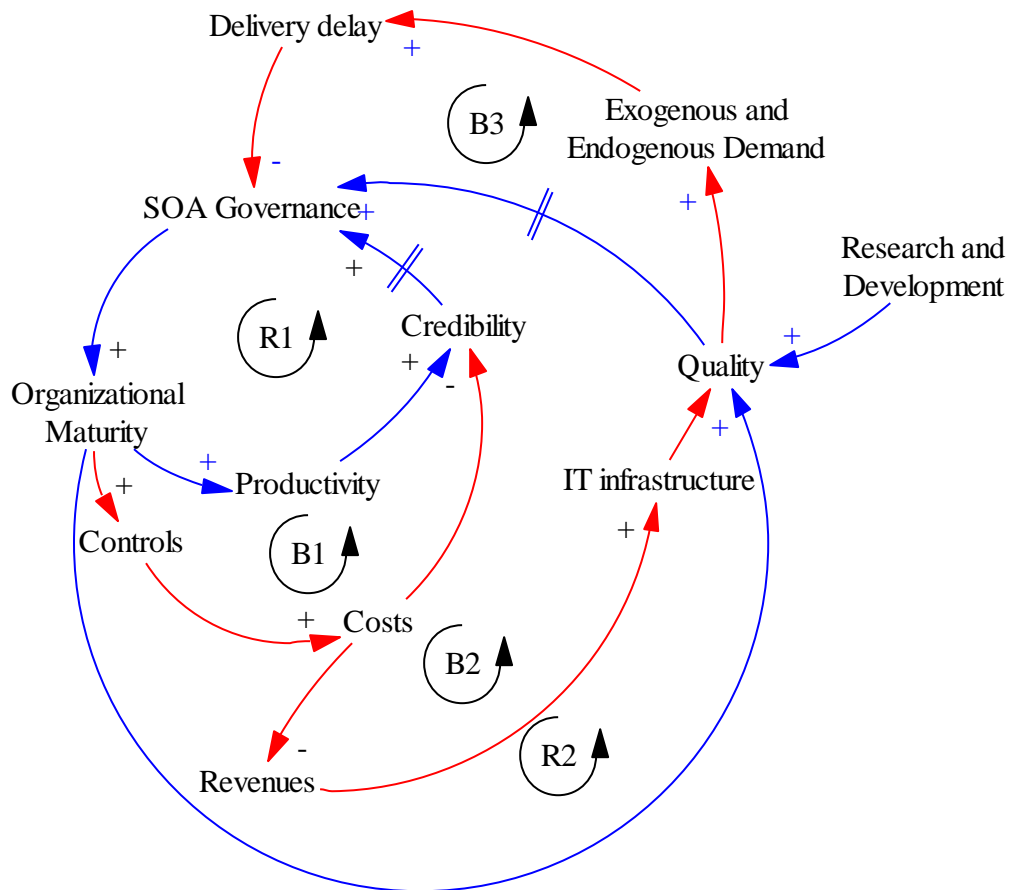 Delivery delay
+
B3
Exogenous and
Endogenous Demand
-
+
SOA Governance
+
+
Research and
Development
R1
Credibility
+
+
+
-
Quality
Organizational
Maturity
+
+
Productivity
IT infrastructure
+
Controls
+
B1
+
Costs
B2
-
R2
Revenues